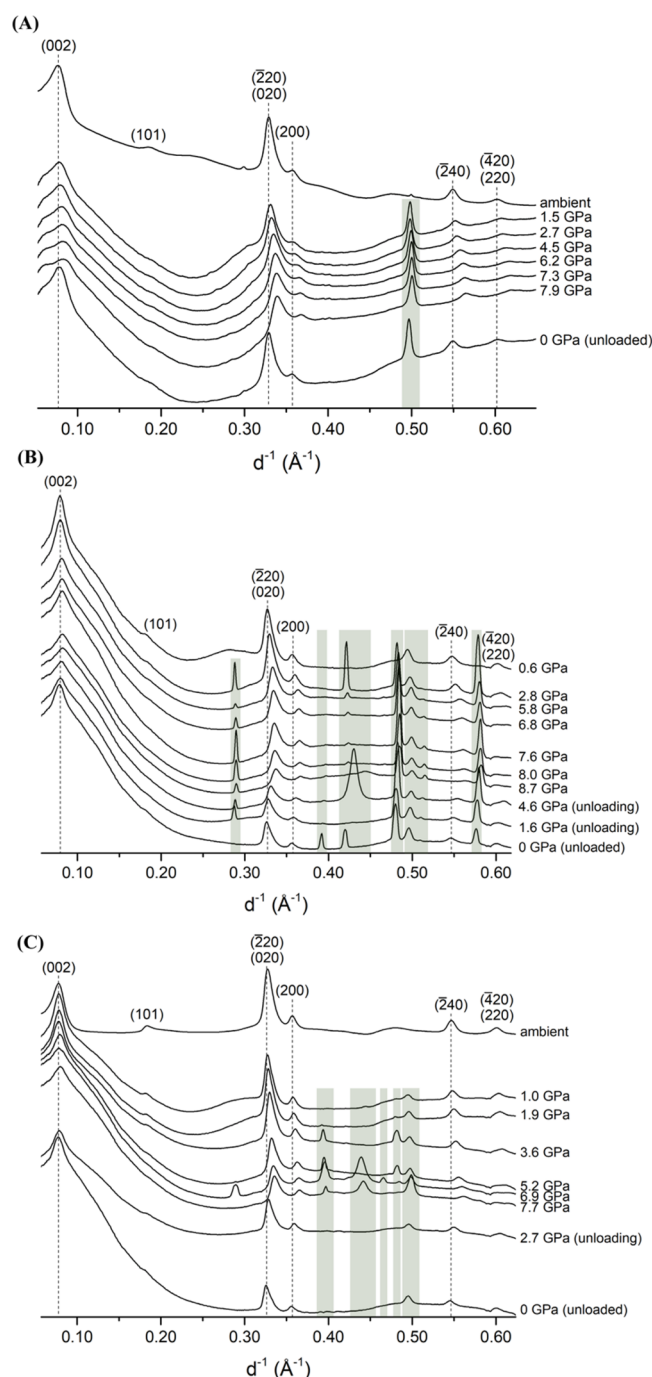 (A)
(002)
(2̅20)
(020)
(101)
(200)
(2̅40)
(4̅20)
(220)
ambient
1.5 GPa
2.7 GPa
4.5 GPa
6.2 GPa
7.3 GPa
7.9 GPa
0 GPa (unloaded)
0.10 0.20 0.30 0.40 0.50 0.60
d⁻¹ (Å⁻¹)
(B)
(002)
(2̅20)
(020)
(101)
(200)
(2̅40)
(4̅20)
(220)
0.6 GPa
2.8 GPa
5.8 GPa
6.8 GPa
7.6 GPa
8.0 GPa
8.7 GPa
4.6 GPa (unloading)
1.6 GPa (unloading)
0 GPa (unloaded)
0.10 0.20 0.30 0.40 0.50 0.60
d⁻¹ (Å⁻¹)
(C)
(002)
(2̅20)
(020)
(101)
(200)
(2̅40)
(4̅20)
(220)
ambient
1.0 GPa
1.9 GPa
3.6 GPa
5.2 GPa
6.9 GPa
7.7 GPa
2.7 GPa (unloading)
0 GPa (unloaded)
0.10 0.20 0.30 0.40 0.50 0.60
d⁻¹ (Å⁻¹)